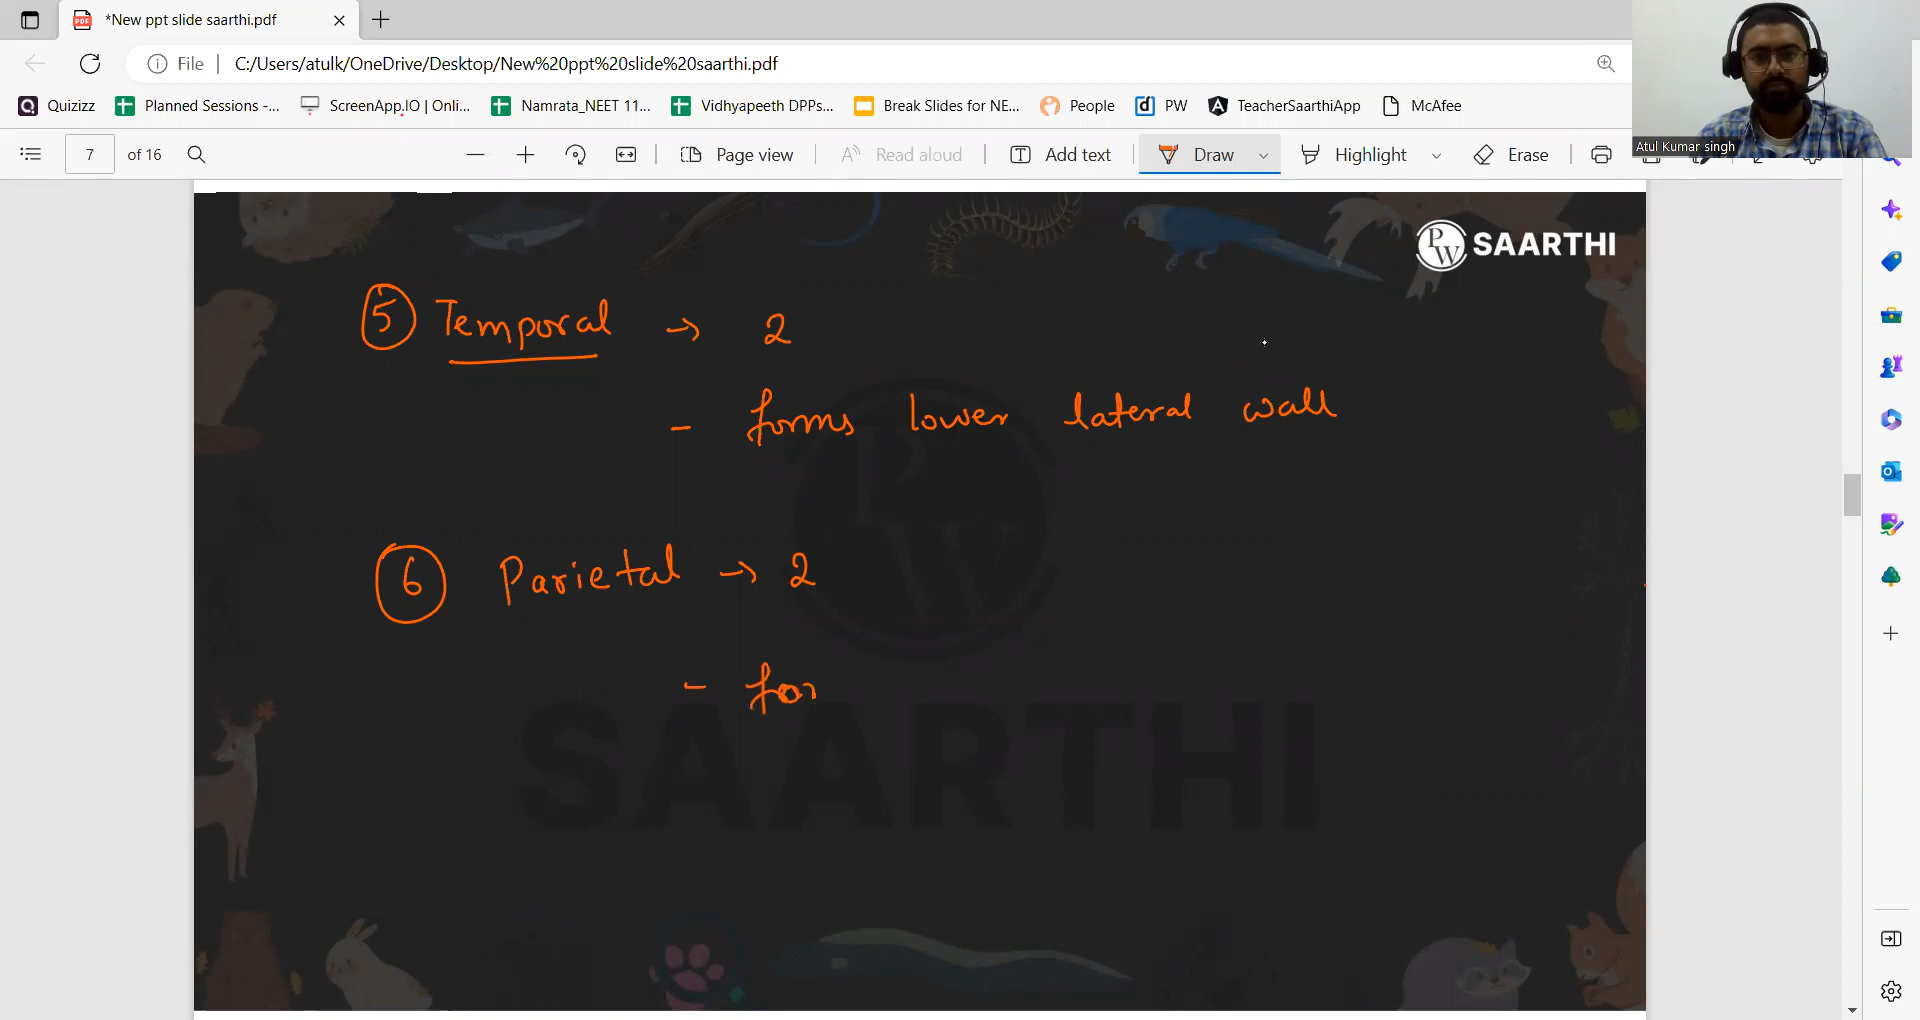 *New ppt slide saarthi.pdf
File | C:/Users/atulk/OneDrive/Desktop/New%20ppt%20slide%20saarthi.pdf
Quizizz Planned Sessions -... ScreenApp.IO | Onli... Namrata_NEET 11... Vidhyapeeth DPPs... Break Slides for NE... People PW TeacherSaarthiApp McAfee
Atul Kumar singh
7 of 16 Page view Read aloud Add text Draw Highlight Erase
PW SAARTHI
5 Temporal → 2
- forms lower lateral wall
6 Parietal → 2
- for
PW
SAARTHI